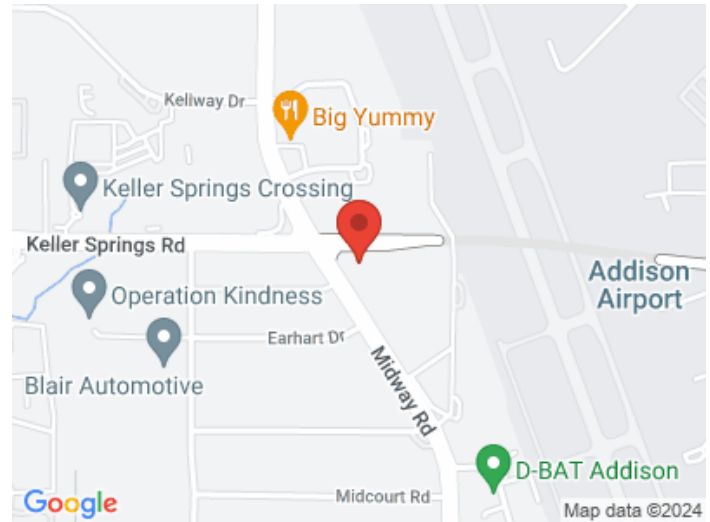 Kellway Dr
Big Yummy
Keller Springs Crossing
Keller Springs Rd
Addison
Airport
Operation Kindness
Earhart Dr
Blair Automotive
Midway Rd
D-BAT Addison
Midcourt Rd
Google
Map data ©2024